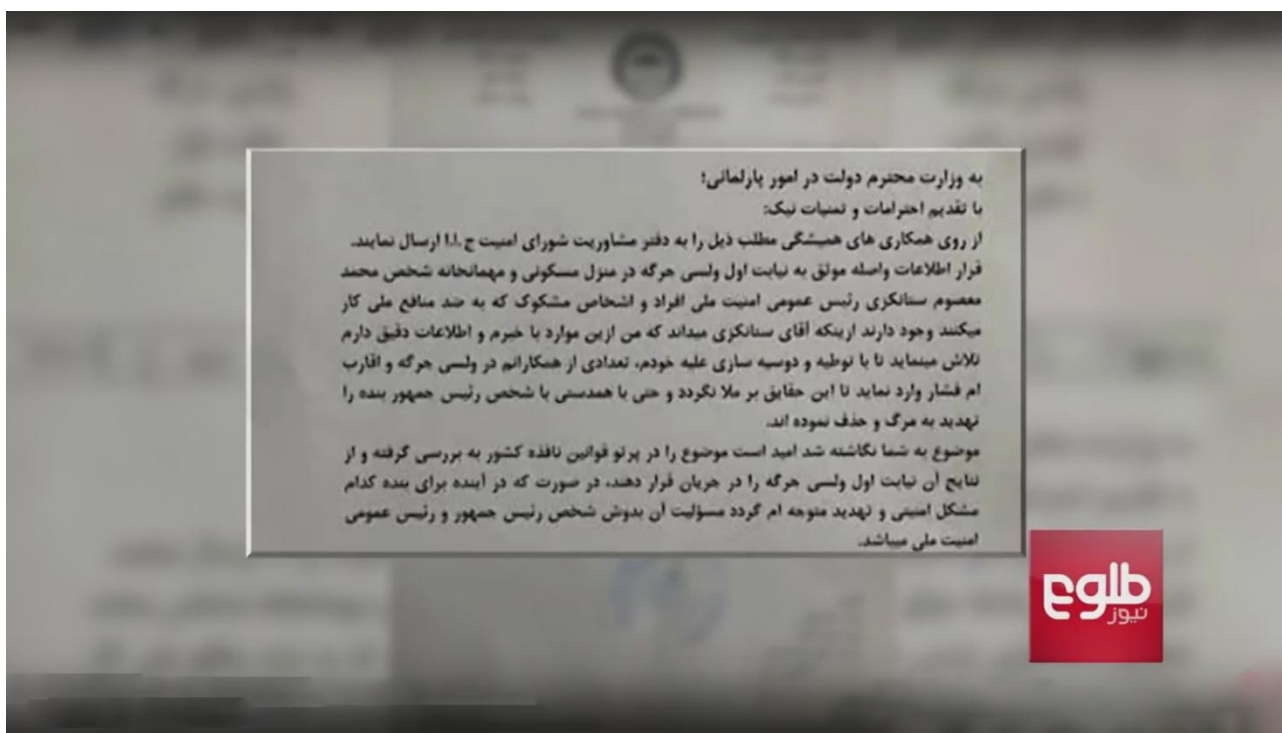 به وزارت محترم دولت در امور پارلمانی؛
با تقدیم احترامات و تمنیات نیک:
از روی همکاری های همیشگی مطلب ذیل را به دفتر مشاوریت شورای امنیت ج.ا.ا ارسال نمایند.
قرار اطلاعات واصله موثق به نیابت اول ولسی جرگه در منزل مسکونی و مهمانخانه شخص محمد
معصوم ستانکزی رئیس عمومی امنیت ملی افراد و اشخاص مشکوک که به ضد منافع ملی کار
میکنند وجود دارند ازینکه آقای ستانکزی میداند که من ازین موارد با خبرم و اطلاعات دقیق دارم
تلاش مینماید تا با توطیه و دوسیه سازی علیه خودم، تعدادی از همکارانم در ولسی جرگه و اقارب
ام فشار وارد نماید تا این حقایق بر ملا نگردد و حتی با همدستی با شخص رئیس جمهور بنده را
تهدید به مرگ و حذف نموده اند.
موضوع به شما نگاشته شد امید است موضوع را در پرتو قوانین نافذه کشور به بررسی گرفته و از
نتایج آن نیابت اول ولسی جرگه را در جریان قرار دهند، در صورت که در آینده برای بنده کدام
مشکل امنیتی و تهدید متوجه ام گردد مسؤلیت آن بدوش شخص رئیس جمهور و رئیس عمومی
امنیت ملی میباشد.
طلوع
نیوز